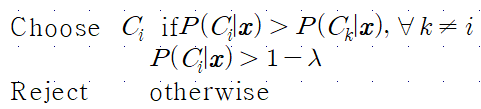 Choose C_i if P(C_i|x) > P(C_k|x), ∀ k ≠ i
P(C_i|x) > 1 − λ
Reject otherwise